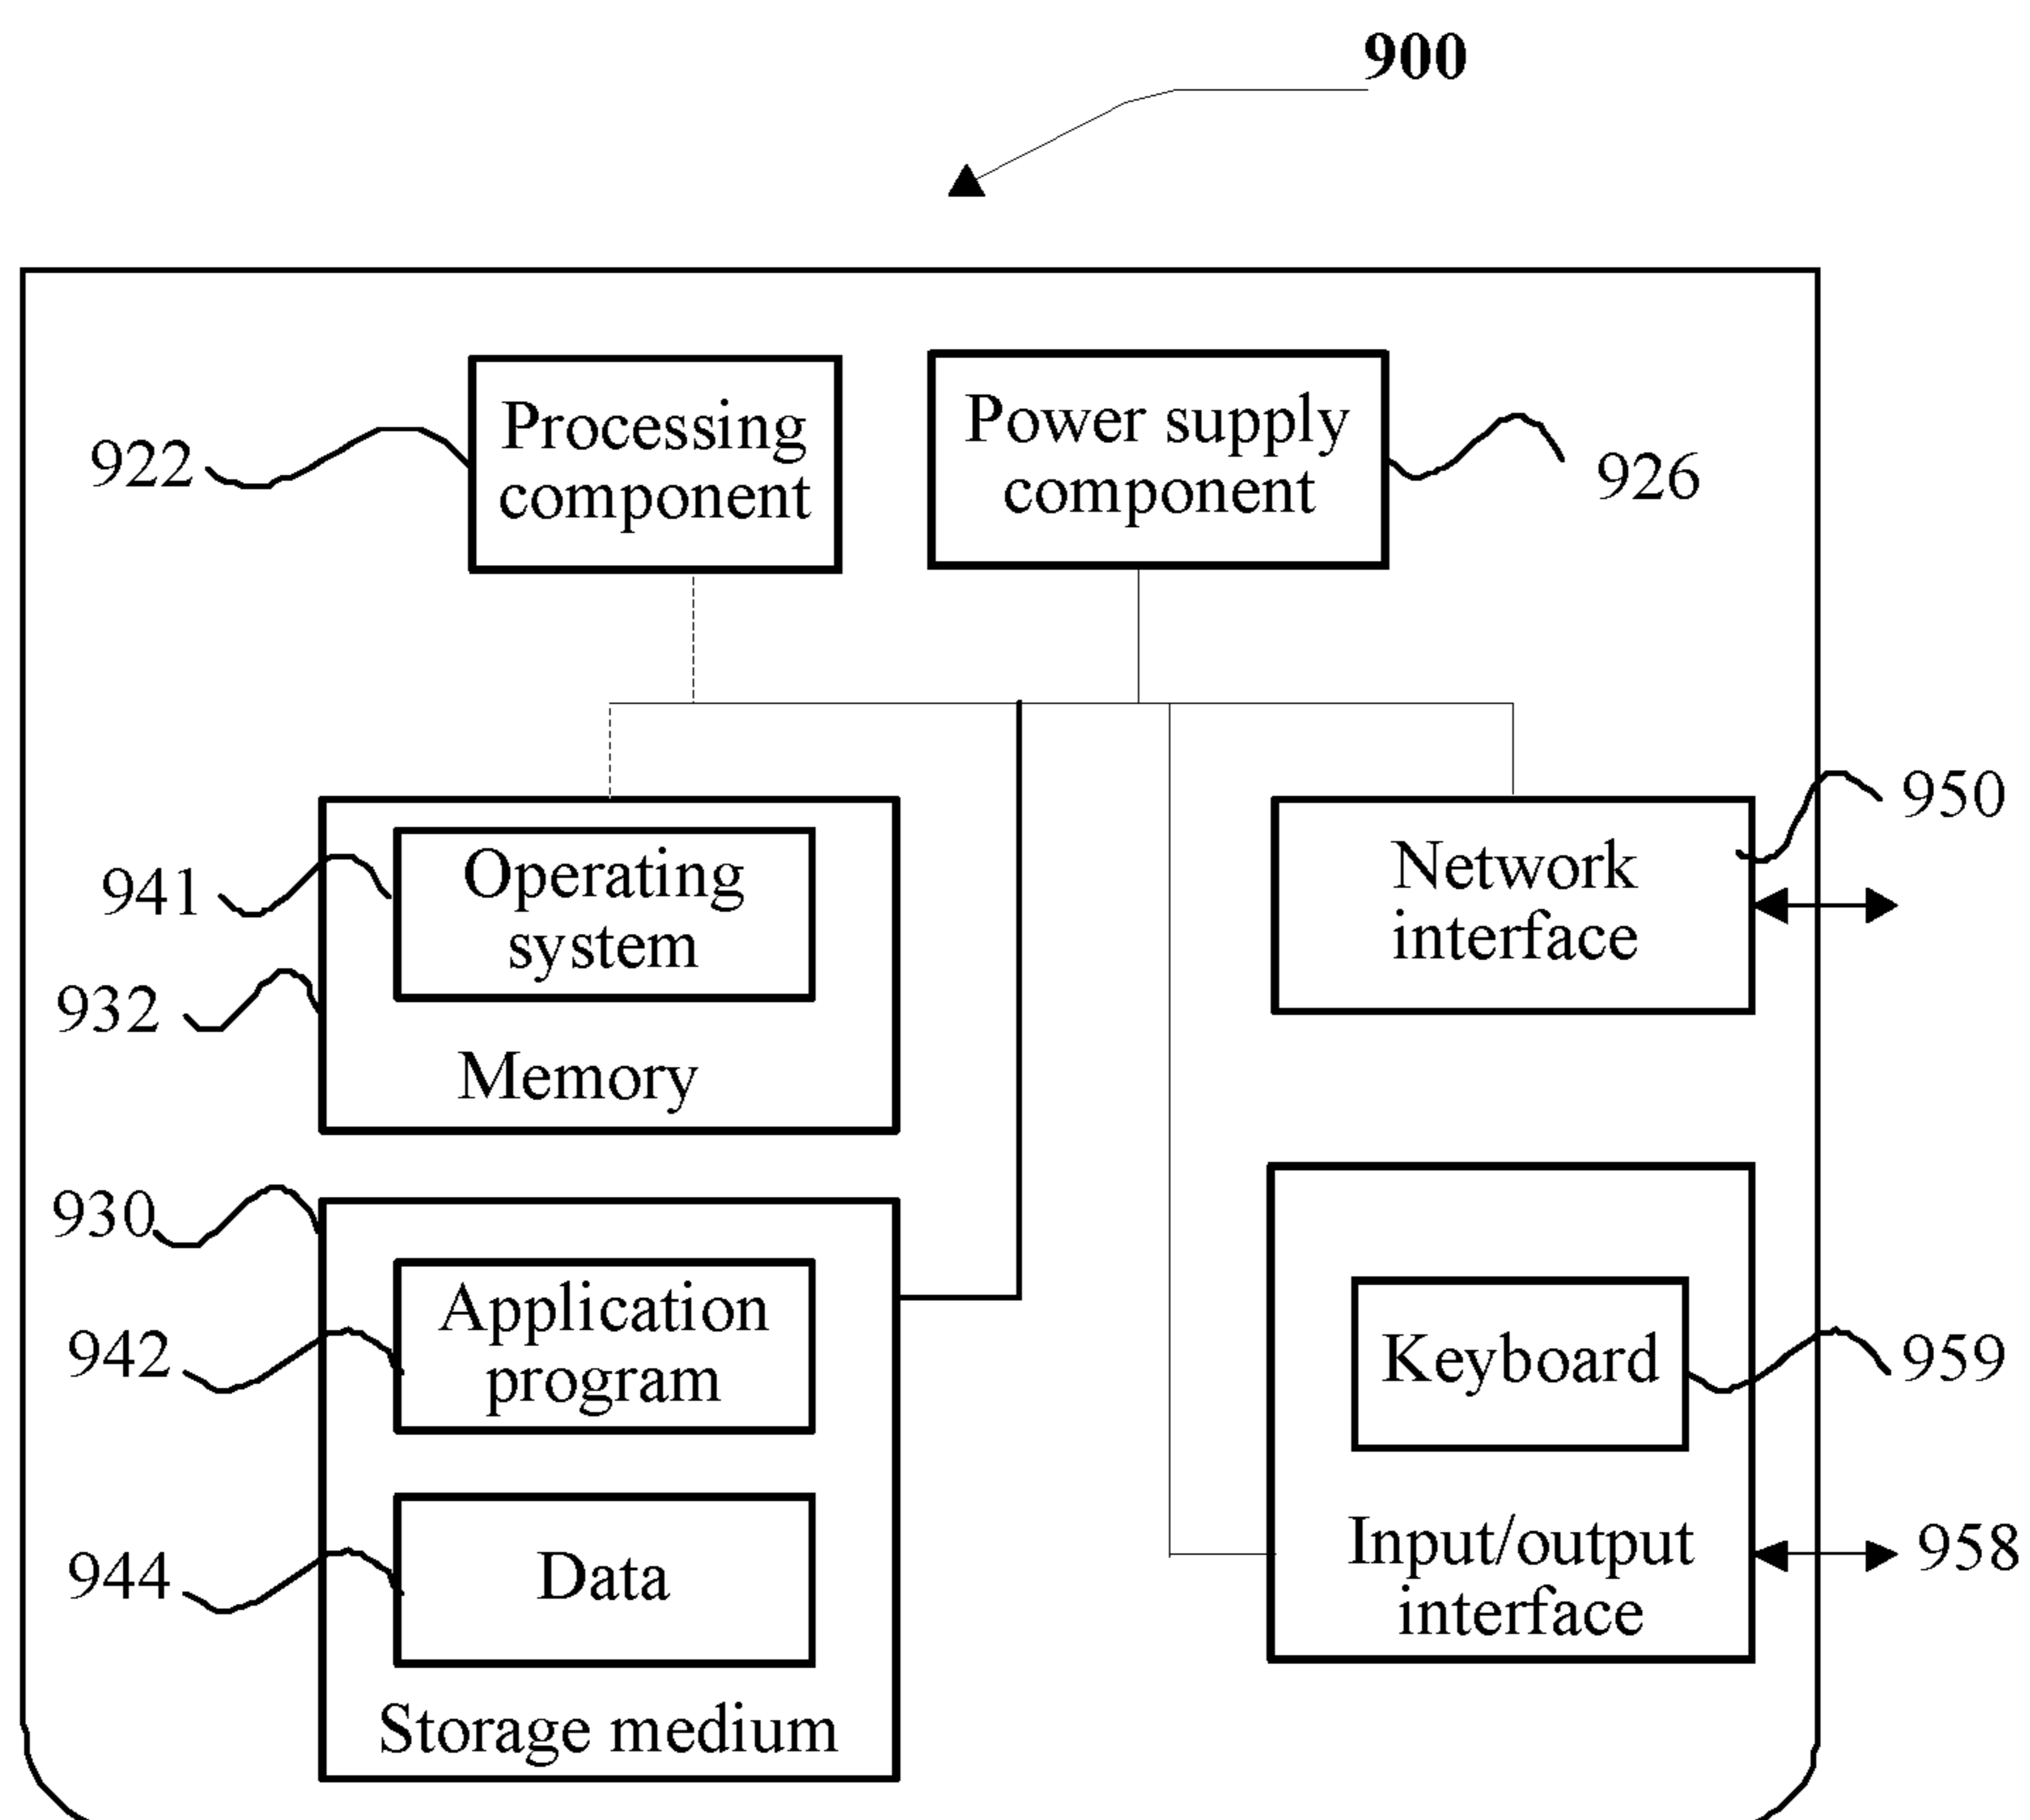 900
Processing
component
922
Power supply
component
926
Operating
system
941
932
Memory
Network
interface
950
930
Application
program
942
Data
944
Storage medium
Keyboard
959
Input/output
interface
958